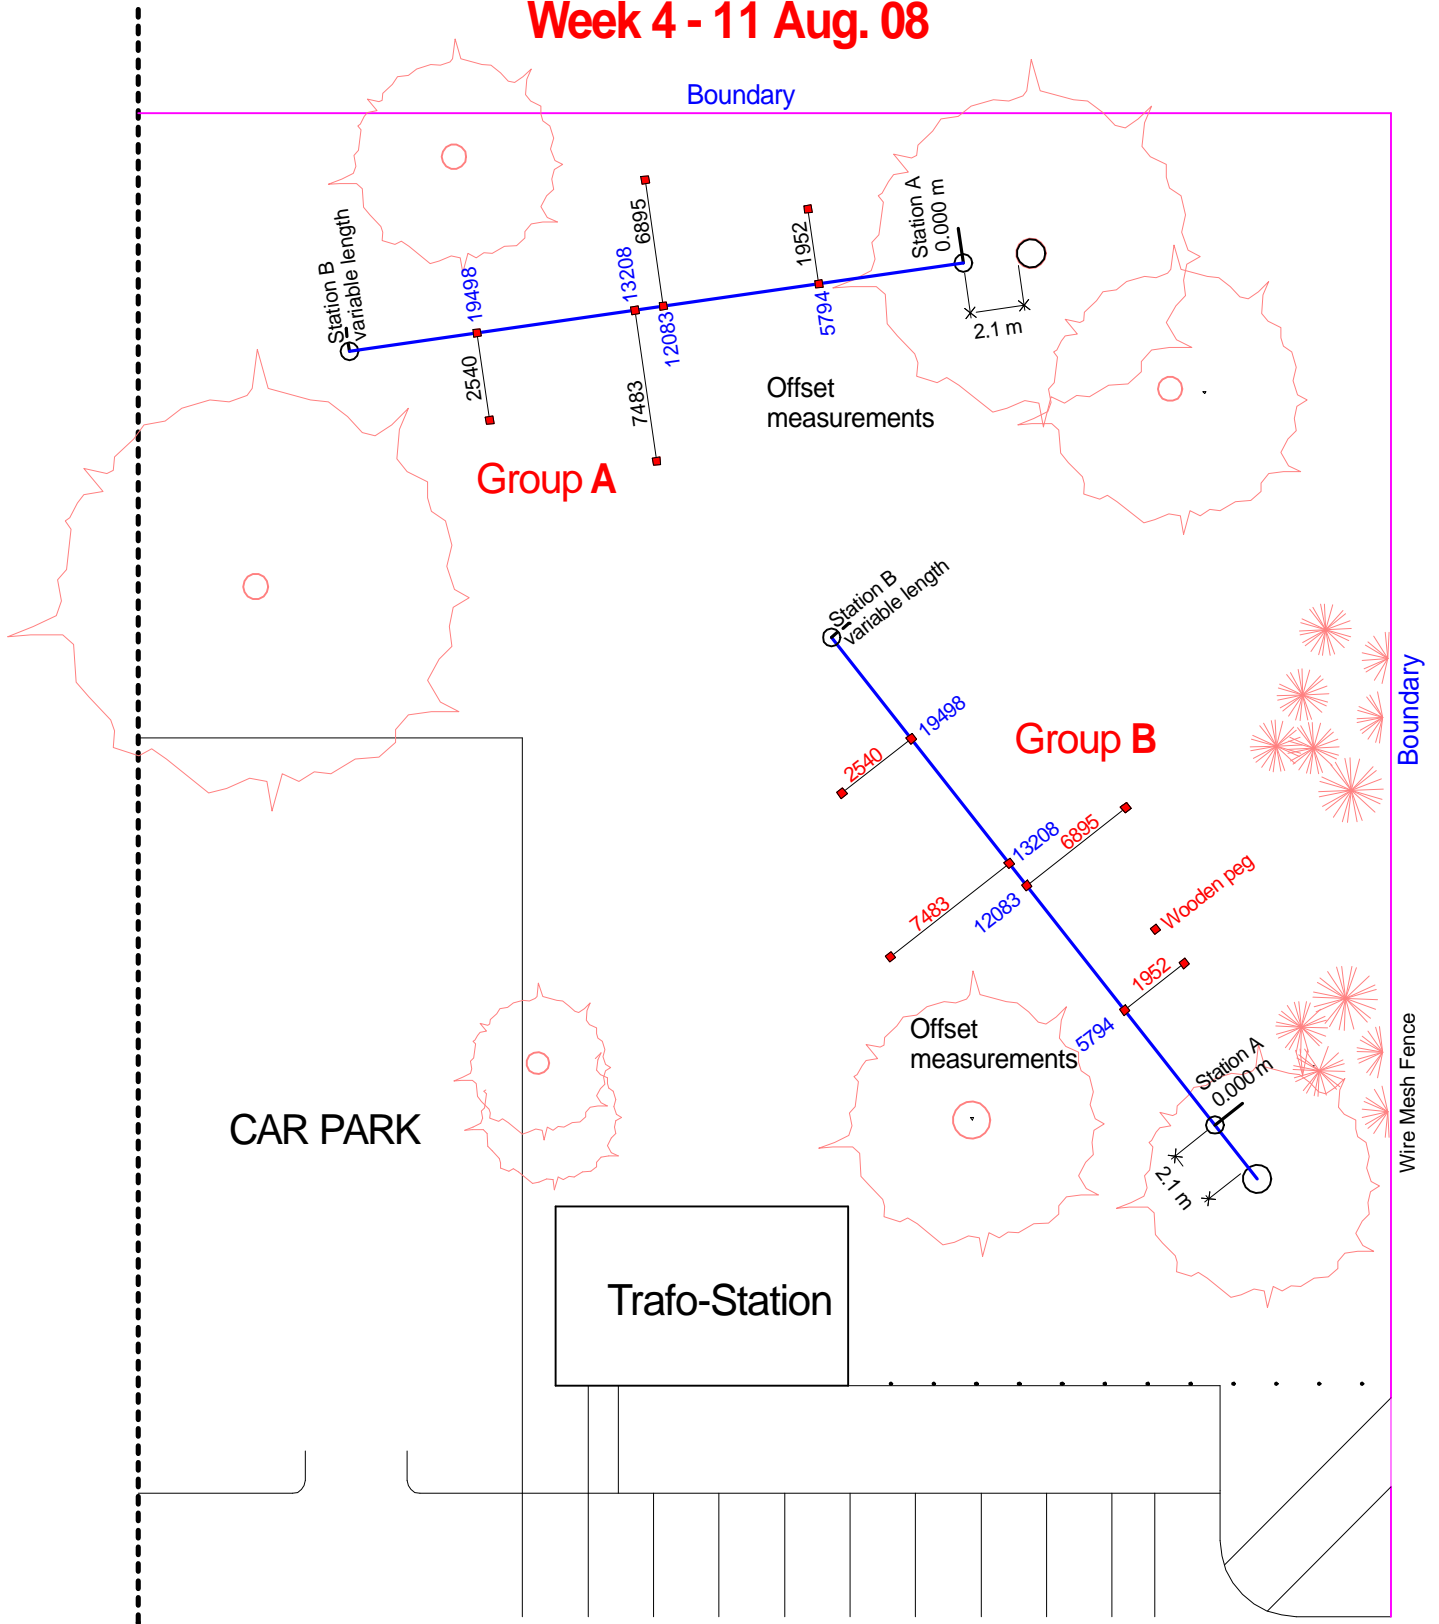 Week 4 - 11 Aug. 08
Boundary
Station B
variable length
19498
2540
13208
7483
6895
12083
1952
5794
Station A
0.000 m
2.1 m
Offset
measurements
Group A
Station B
variable length
19498
2540
Group B
13208
6895
7483
12083
Wooden peg
1952
5794
Offset
measurements
Station A
0.000 m
2.1 m
Boundary
Wire Mesh Fence
CAR PARK
Trafo-Station